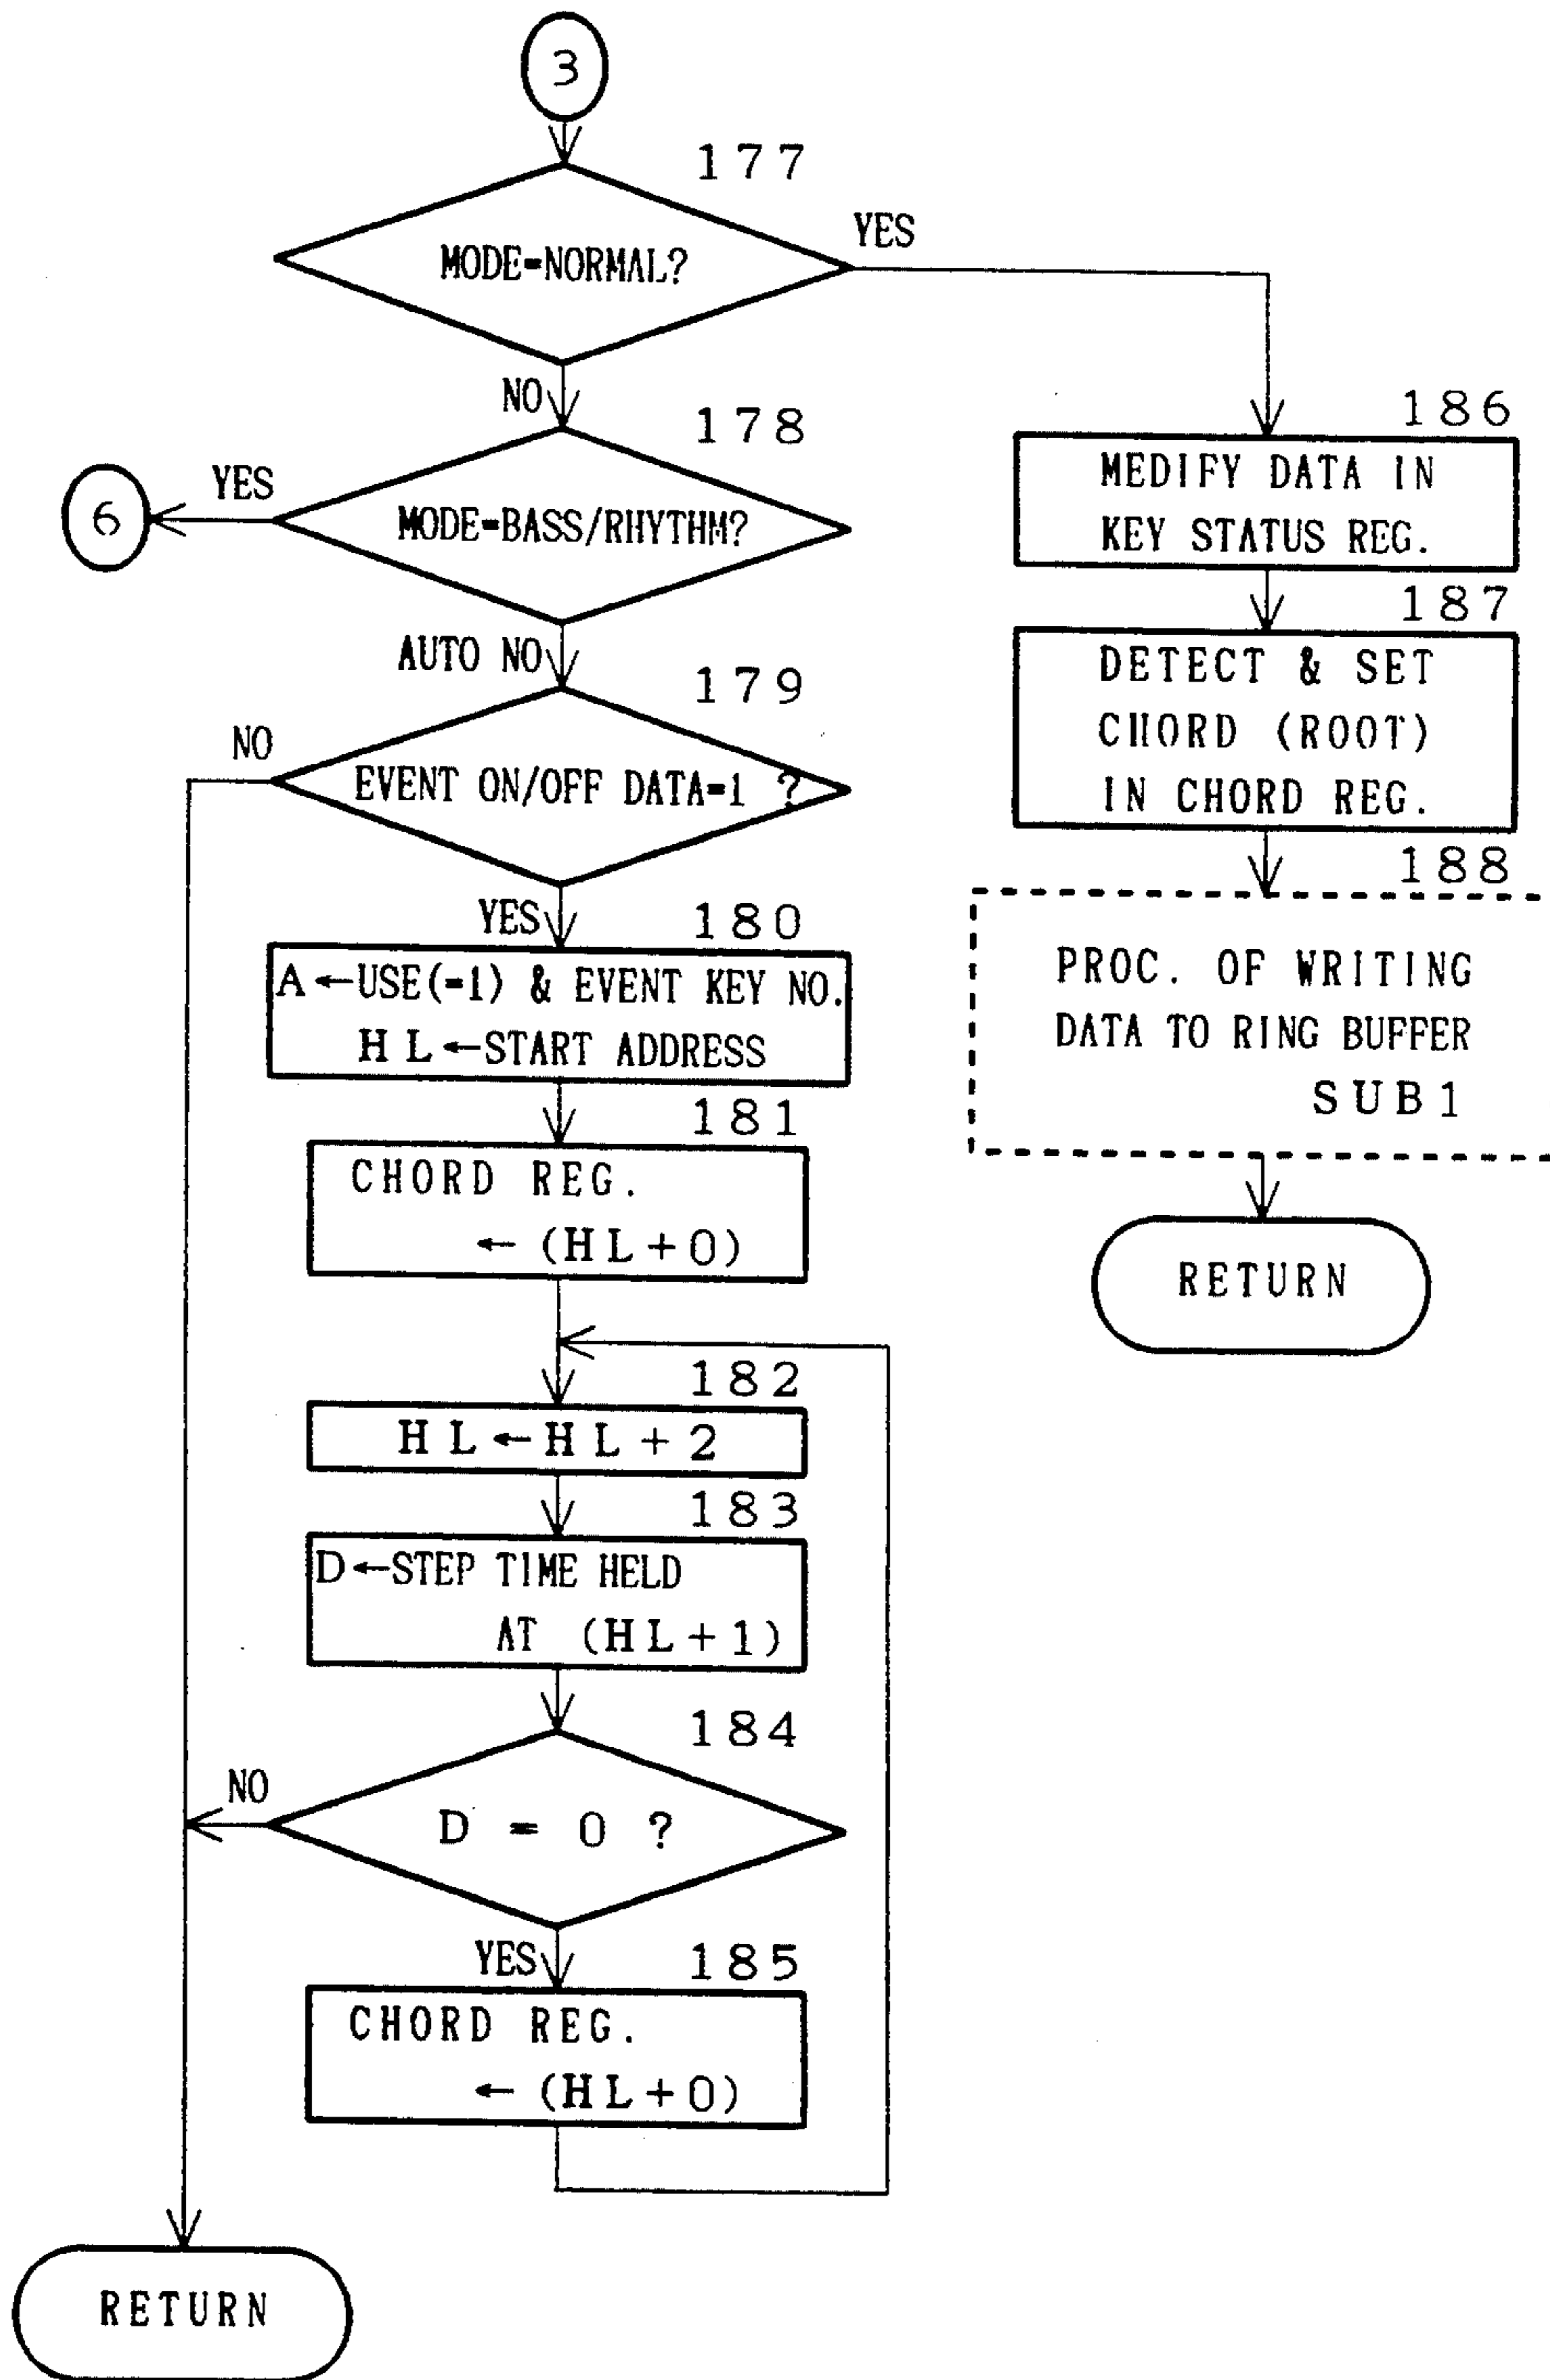 3
177
MODE=NORMAL?
YES
NO
178
MODE=BASS/RHYTHM?
YES
6
AUTO NO
179
EVENT ON/OFF DATA=1 ?
NO
YES
180
A←USE(=1) & EVENT KEY NO.
HL←START ADDRESS
181
CHORD REG.
← (HL+0)
182
HL←HL+2
183
D←STEP TIME HELD
AT (HL+1)
184
D = 0 ?
NO
YES
185
CHORD REG.
← (HL+0)
RETURN
186
MEDIFY DATA IN
KEY STATUS REG.
187
DETECT & SET
CHORD (ROOT)
IN CHORD REG.
188
PROC. OF WRITING
DATA TO RING BUFFER
SUB1
RETURN